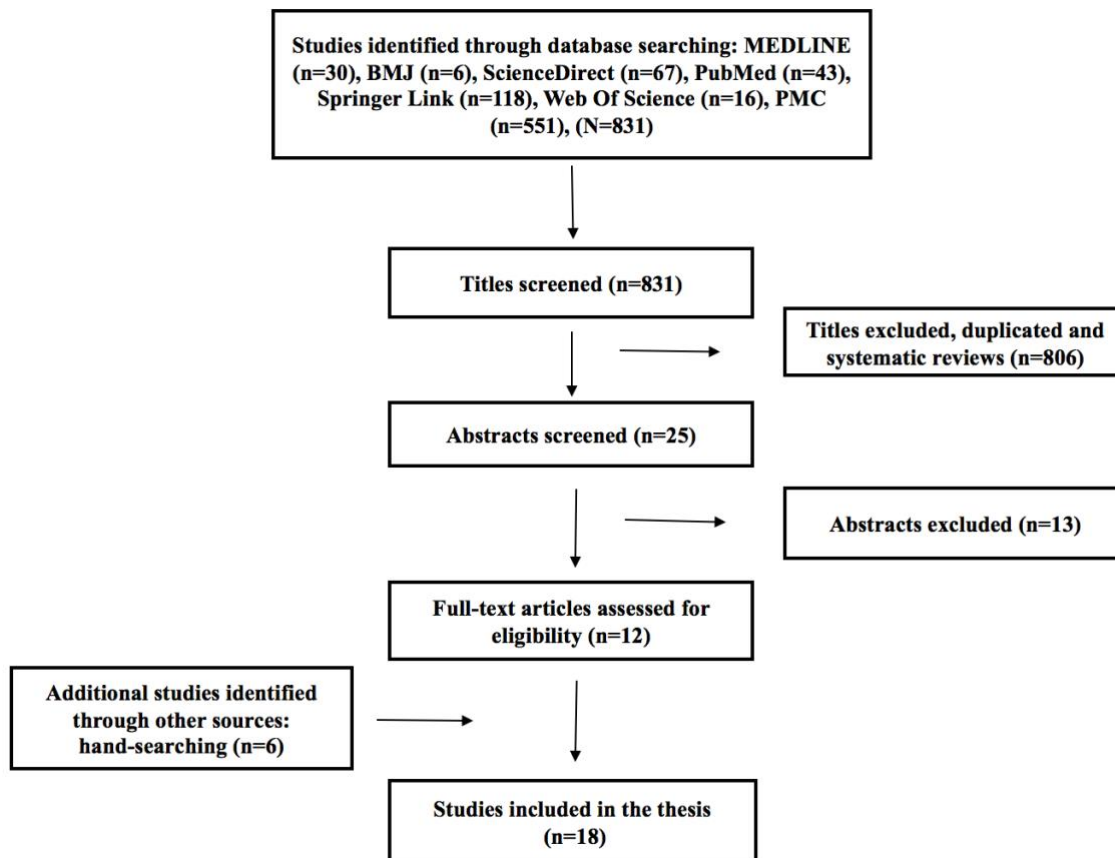 Studies identified through database searching: MEDLINE
(n=30), BMJ (n=6), ScienceDirect (n=67), PubMed (n=43),
Springer Link (n=118), Web Of Science (n=16), PMC
(n=551), (N=831)
Titles screened (n=831)
Titles excluded, duplicated and
systematic reviews (n=806)
Abstracts screened (n=25)
Abstracts excluded (n=13)
Full-text articles assessed for
eligibility (n=12)
Additional studies identified
through other sources:
hand-searching (n=6)
Studies included in the thesis
(n=18)